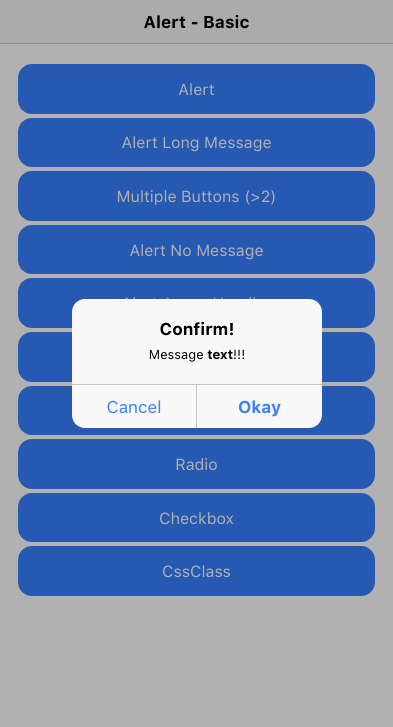 Alert - Basic
Alert
Alert Long Message
Multiple Buttons (>2)
Alert No Message
Confirm!
Message text!!!
Cancel
Okay
Radio
Checkbox
CssClass